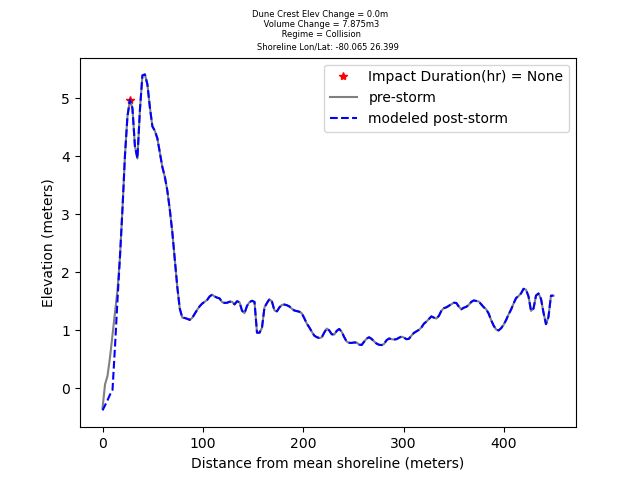 Dune Crest Elev Change = 0.0m
Volume Change = 7.875m3
Regime = Collision
Shoreline Lon/Lat: -80.065 26.399
Impact Duration(hr) = None
pre-storm
modeled post-storm
Elevation (meters)
5
4
3
2
1
0
0 100 200 300 400
Distance from mean shoreline (meters)